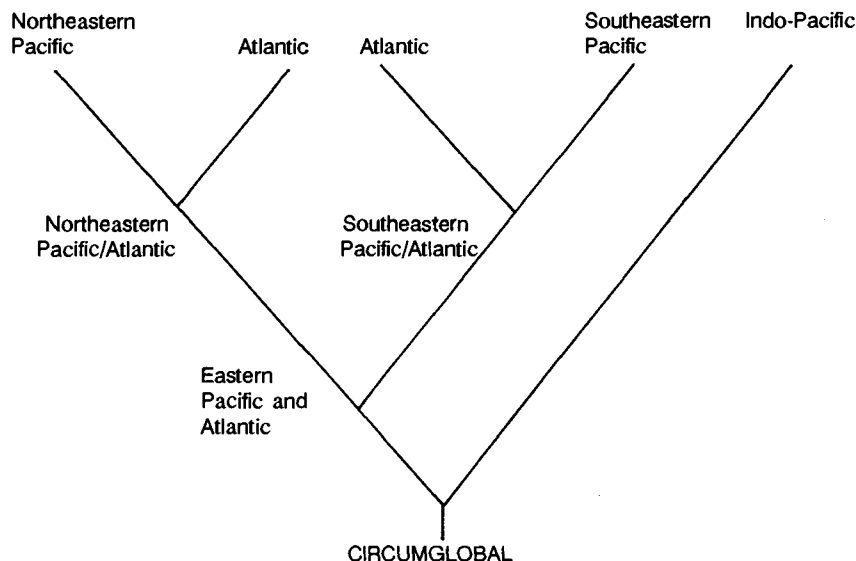 Northeastern
Pacific
Atlantic
Atlantic
Southeastern
Pacific
Indo-Pacific
Northeastern
Pacific/Atlantic
Southeastern
Pacific/Atlantic
Eastern
Pacific and
Atlantic
CIRCUMGLOBAL